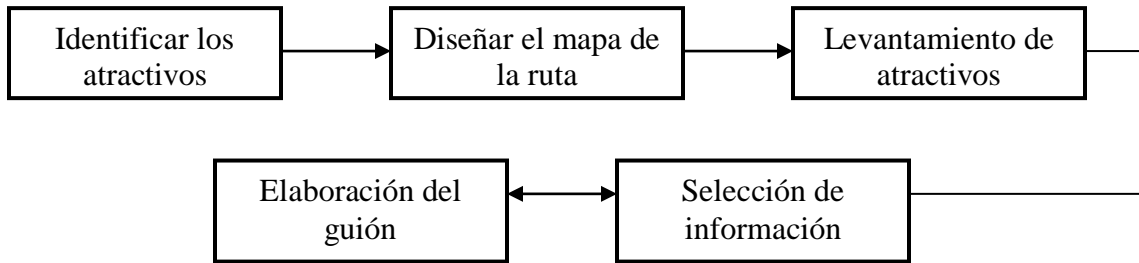 Identificar los
atractivos
Diseñar el mapa de
la ruta
Levantamiento de
atractivos
Elaboración del
guión
Selección de
información